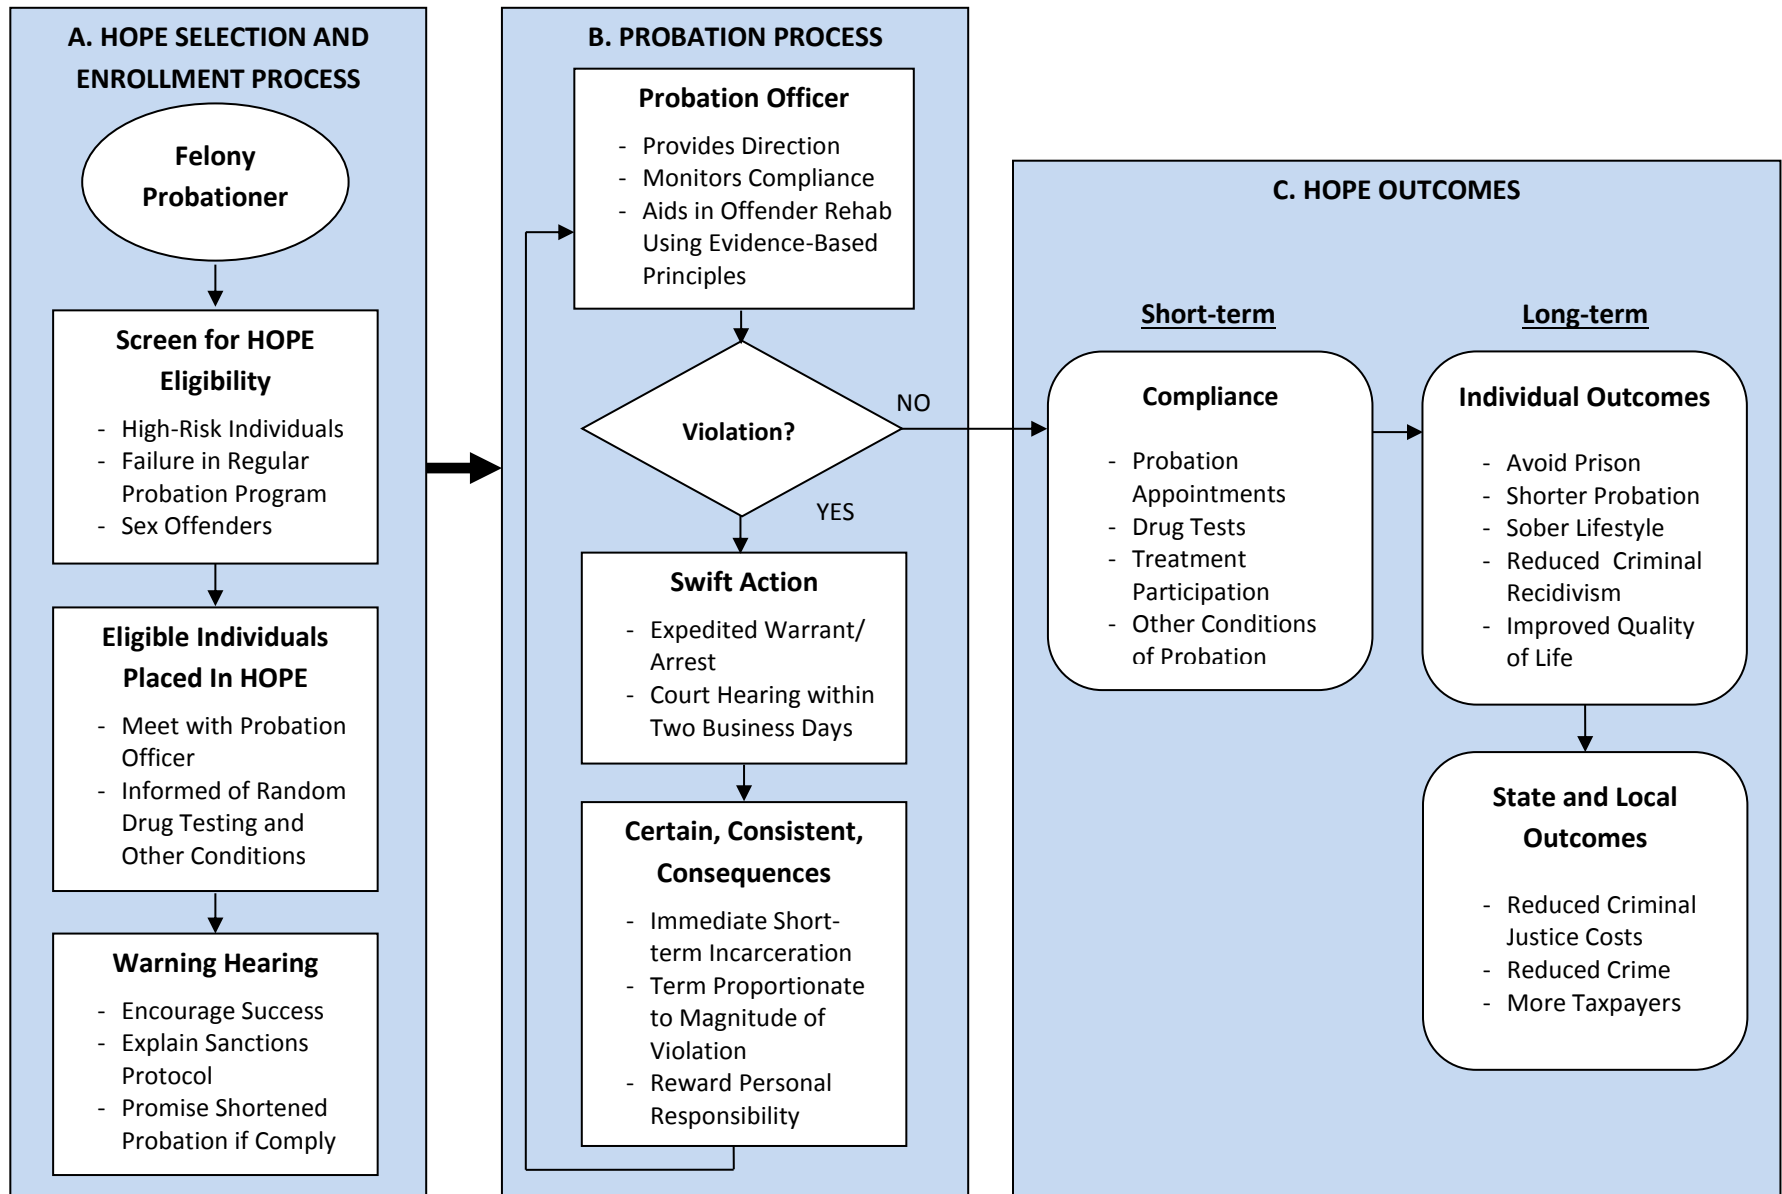 A. HOPE SELECTION AND
ENROLLMENT PROCESS
Felony
Probationer
Screen for HOPE
Eligibility
- High-Risk Individuals
- Failure in Regular
Probation Program
- Sex Offenders
Eligible Individuals
Placed In HOPE
- Meet with Probation
Officer
- Informed of Random
Drug Testing and
Other Conditions
Warning Hearing
- Encourage Success
- Explain Sanctions
Protocol
- Promise Shortened
Probation if Comply
B. PROBATION PROCESS
Probation Officer
- Provides Direction
- Monitors Compliance
- Aids in Offender Rehab
Using Evidence-Based
Principles
Violation?
NO
YES
Swift Action
- Expedited Warrant/
Arrest
- Court Hearing within
Two Business Days
Certain, Consistent,
Consequences
- Immediate Short-
term Incarceration
- Term Proportionate
to Magnitude of
Violation
- Reward Personal
Responsibility
C. HOPE OUTCOMES
Short-term
Compliance
- Probation
Appointments
- Drug Tests
- Treatment
Participation
- Other Conditions
of Probation
Long-term
Individual Outcomes
- Avoid Prison
- Shorter Probation
- Sober Lifestyle
- Reduced Criminal
Recidivism
- Improved Quality
of Life
State and Local
Outcomes
- Reduced Criminal
Justice Costs
- Reduced Crime
- More Taxpayers